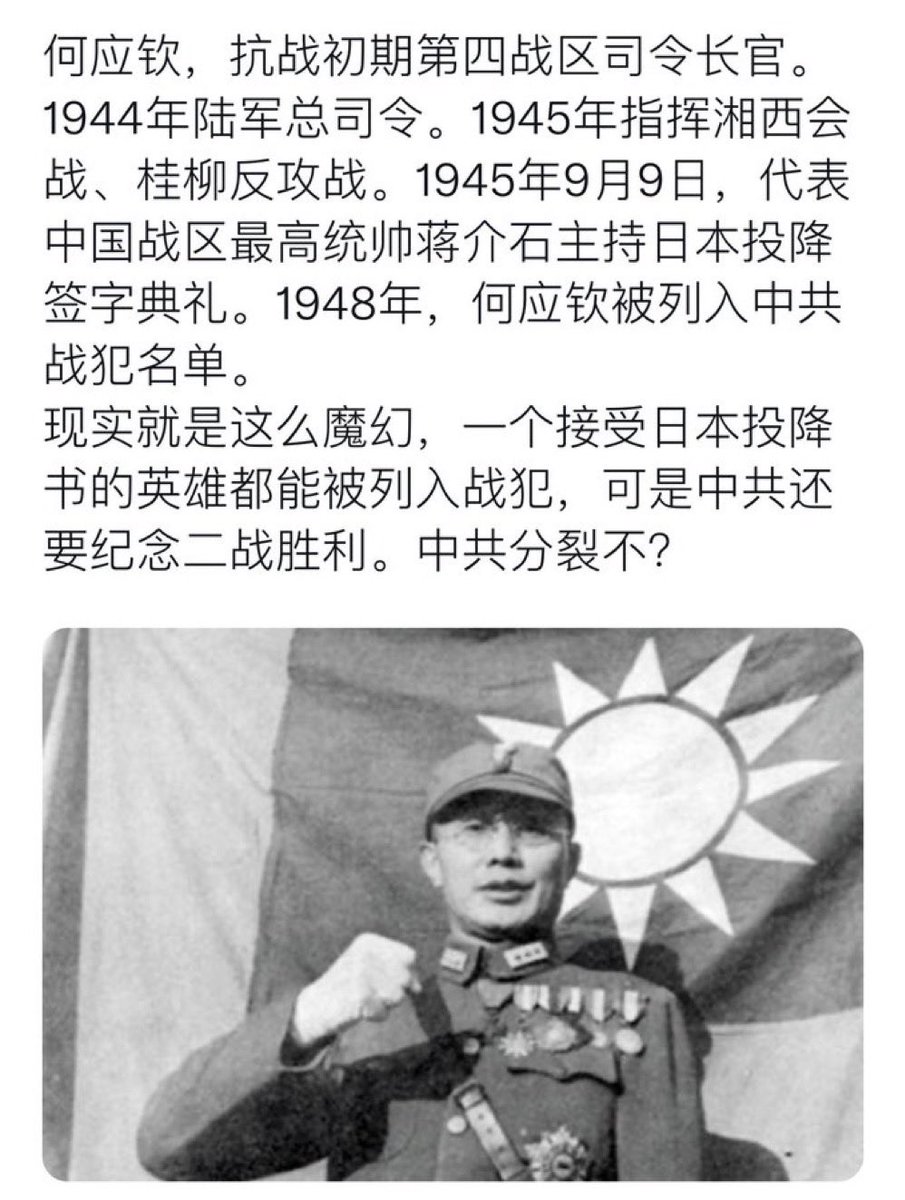 何应钦，抗战初期第四战区司令长官。
1944年陆军总司令。1945年指挥湘西会
战、桂柳反攻战。1945年9月9日，代表
中国战区最高统帅蒋介石主持日本投降
签字典礼。1948年，何应钦被列入中共
战犯名单。
现实就是这么魔幻，一个接受日本投降
书的英雄都能被列入战犯，可是中共还
要纪念二战胜利。中共分裂不？